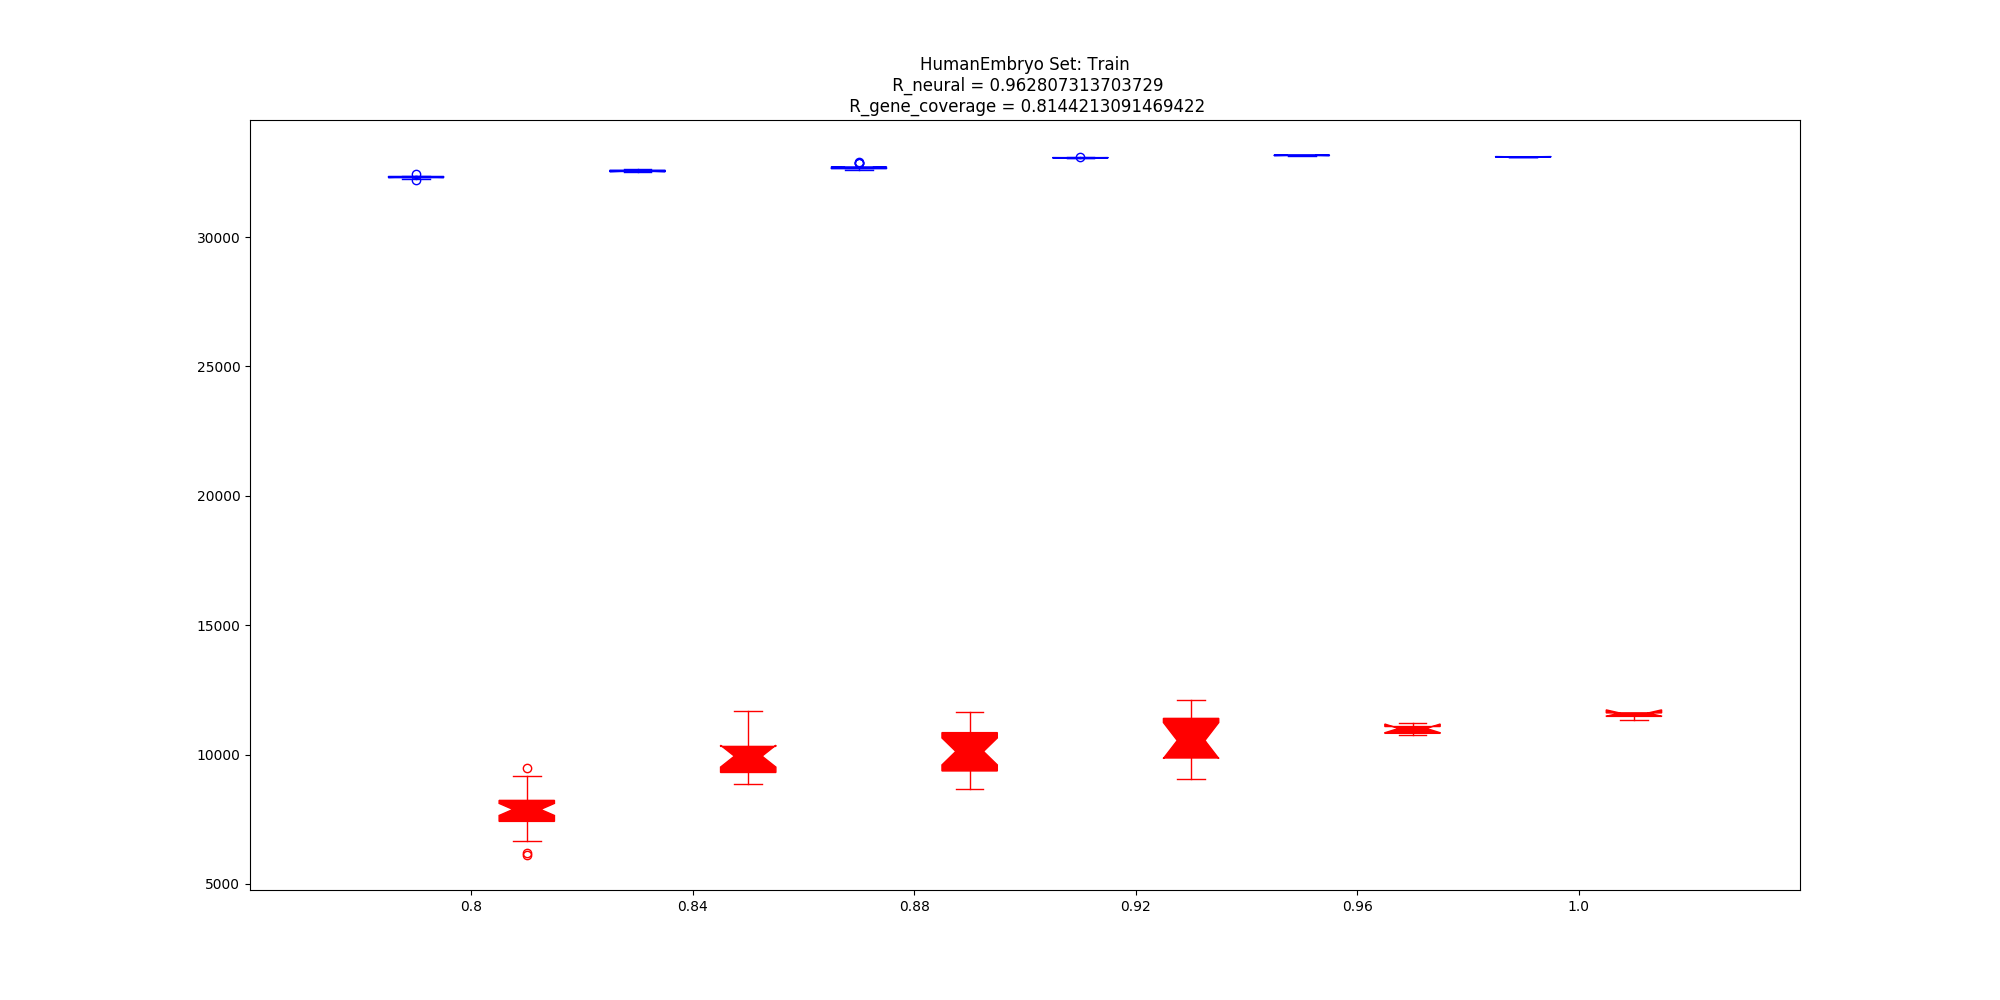 HumanEmbryo Set: Train
R_neural = 0.962807313703729
R_gene_coverage = 0.8144213091469422
30000
25000
20000
15000
10000
5000
0.8 0.84 0.88 0.92 0.96 1.0